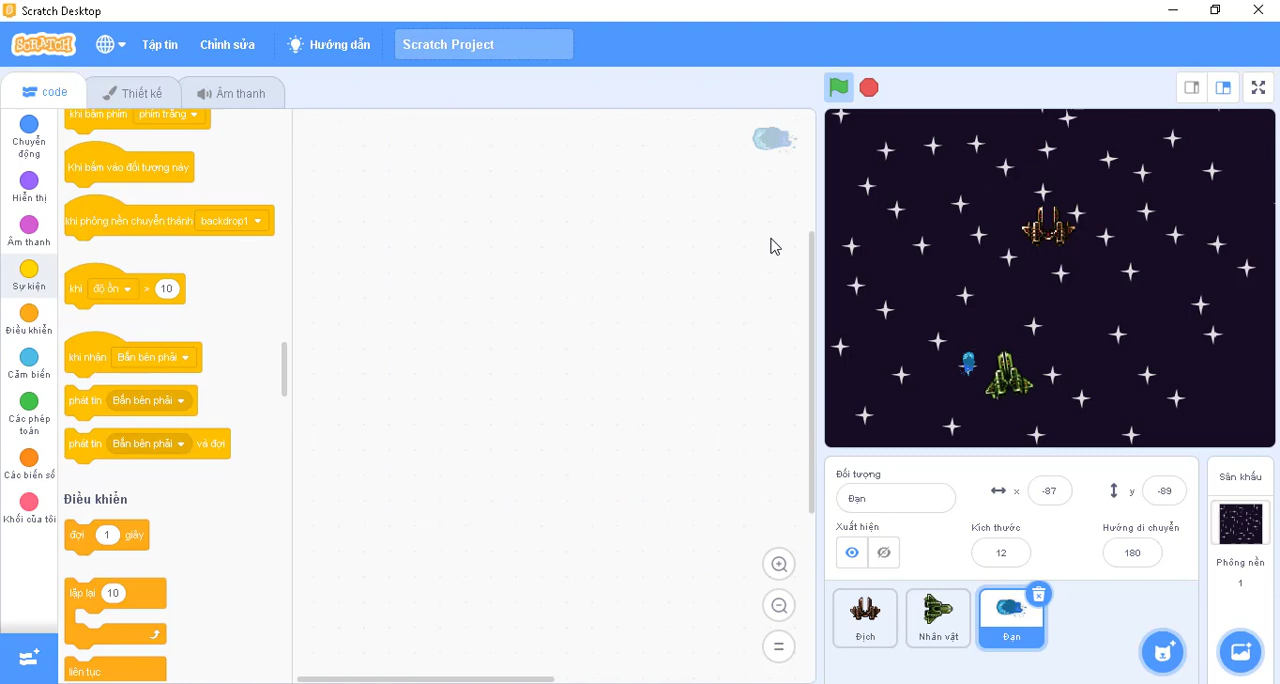 Scratch Desktop
SCRATCH
Tập tin
Chỉnh sửa
Hướng dẫn
Scratch Project
code
Thiết kế
Âm thanh
Chuyển động
Hiển thị
Âm thanh
Sự kiện
Điều khiển
Cảm biến
Các phép toán
Các biến số
Khối của tôi
khi bấm phím phím trắng
Khi bấm vào đối tượng này
khi phông nền chuyển thành backdrop1
khi độ ồn > 10
khi nhận Bắn bên phải
phát tin Bắn bên phải
phát tin Bắn bên phải và đợi
Điều khiển
đợi 1 giây
lặp lại 10
liên tục
Đối tượng
Đạn
x -87
y -89
Xuất hiện
Kích thước
12
Hướng di chuyển
180
Địch
Nhân vật
Đạn
Sân khấu
Phông nền
1